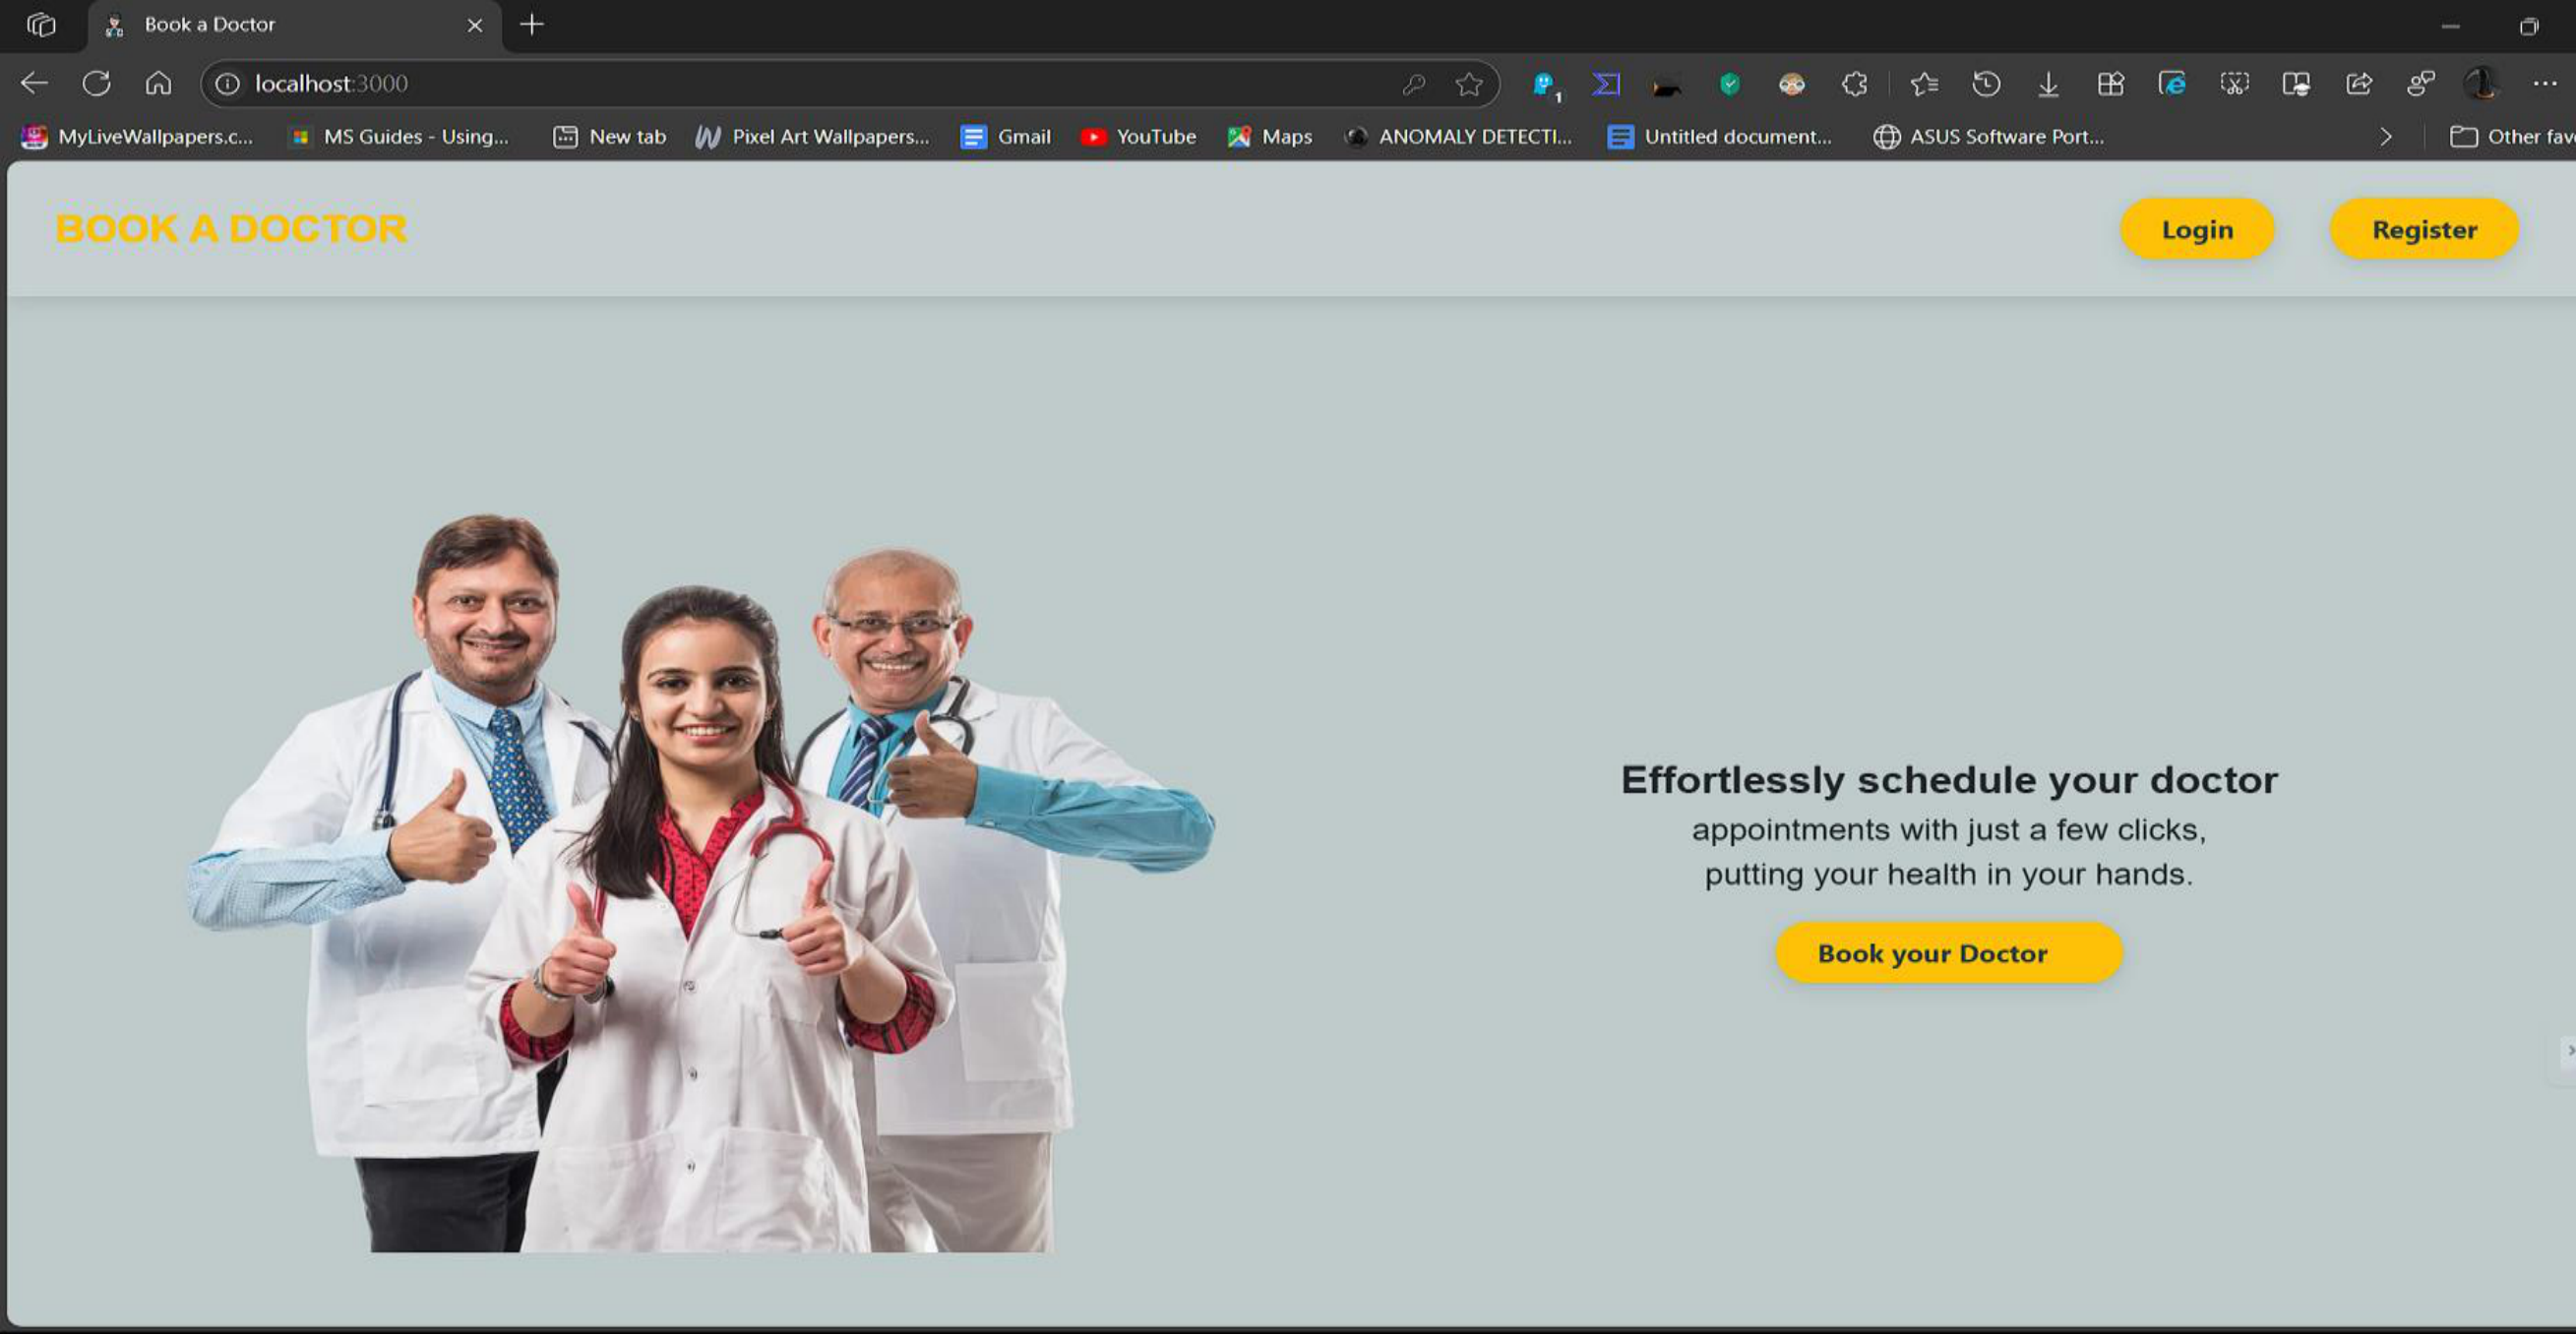 Book a Doctor
localhost:3000
1
MyLiveWallpapers.c...
MS Guides - Using...
New tab
Pixel Art Wallpapers...
Gmail
YouTube
Maps
ANOMALY DETECTI...
Untitled document...
ASUS Software Port...
Other fav
BOOK A DOCTOR
Login
Register
Effortlessly schedule your doctor
appointments with just a few clicks,
putting your health in your hands.
Book your Doctor